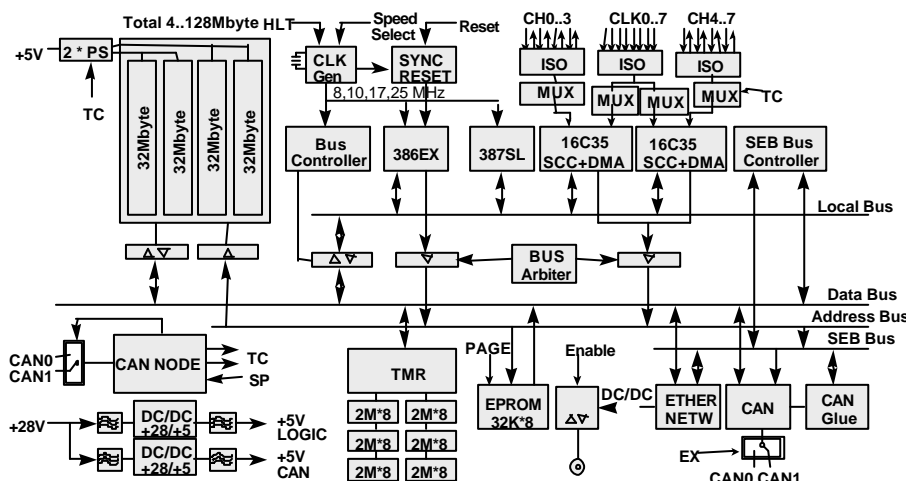 Total 4..128Mbyte
HLT
Speed
Select
Reset
CH0..3
CLK0..7
CH4..7
+5V
2 * PS
TC
32Mbyte
32Mbyte
32Mbyte
32Mbyte
CLK
Gen
SYNC
RESET
ISO
ISO
ISO
MUX
MUX
MUX
MUX
TC
8,10,17,25 MHz
Bus
Controller
386EX
387SL
16C35
SCC+DMA
16C35
SCC+DMA
SEB Bus
Controller
Local Bus
BUS
Arbiter
Data Bus
Address Bus
SEB Bus
CAN0
CAN1
CAN NODE
TC
SP
TMR
PAGE
Enable
EPROM
32K*8
DC/DC
ETHER
NETW
CAN
CAN
Glue
2M*8
2M*8
2M*8
2M*8
2M*8
2M*8
+28V
DC/DC
+28/+5
+5V
LOGIC
DC/DC
+28/+5
+5V
CAN
EX
CAN0 CAN1